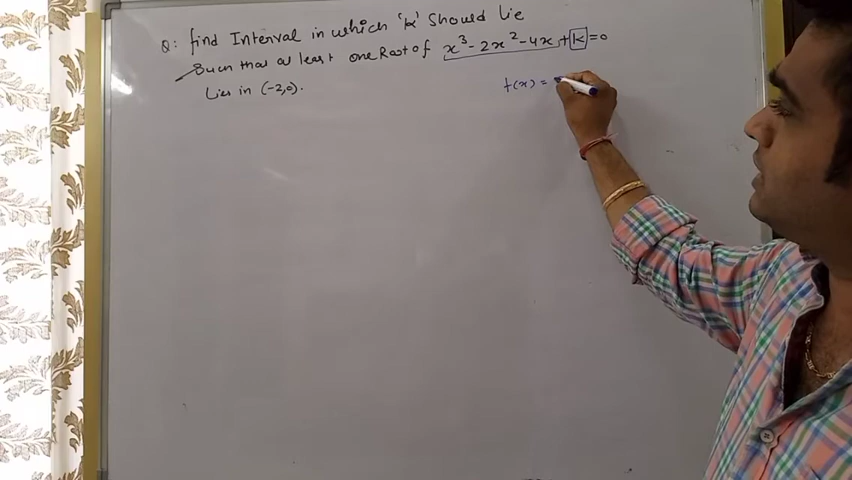 Q: find Interval in which 'k' Should lie
Such that at least one Root of x³-2x²-4x+k=0
Lies in (-2,0).
f(x) =